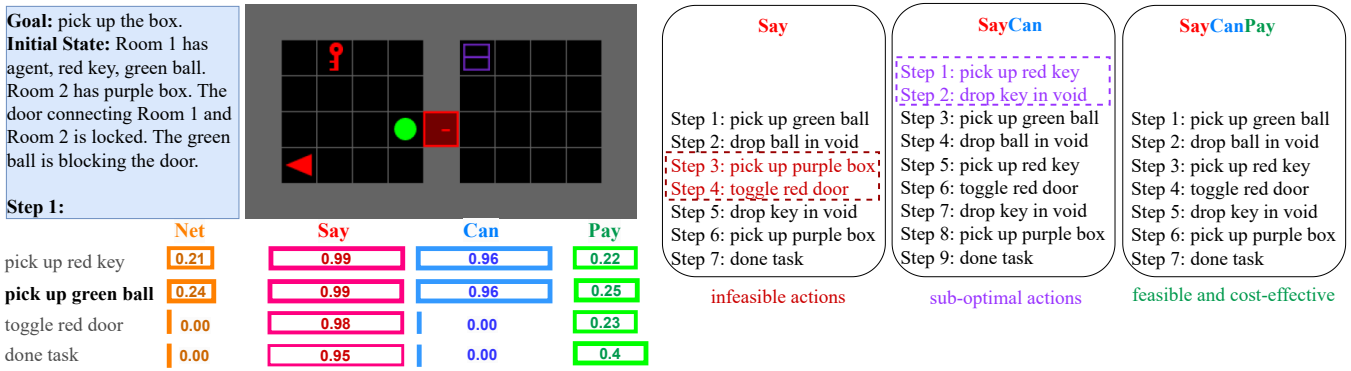 Goal: pick up the box.
Initial State: Room 1 has
agent, red key, green ball.
Room 2 has purple box. The
door connecting Room 1 and
Room 2 is locked. The green
ball is blocking the door.
Step 1:
Net Say Can Pay
pick up red key 0.21 0.99 0.96 0.22
pick up green ball 0.24 0.99 0.96 0.25
toggle red door 0.00 0.98 0.00 0.23
done task 0.00 0.95 0.00 0.4
Say
Step 1: pick up green ball
Step 2: drop ball in void
Step 3: pick up purple box
Step 4: toggle red door
Step 5: drop key in void
Step 6: pick up purple box
Step 7: done task
infeasible actions
SayCan
Step 1: pick up red key
Step 2: drop key in void
Step 3: pick up green ball
Step 4: drop ball in void
Step 5: pick up red key
Step 6: toggle red door
Step 7: drop key in void
Step 8: pick up purple box
Step 9: done task
sub-optimal actions
SayCanPay
Step 1: pick up green ball
Step 2: drop ball in void
Step 3: pick up red key
Step 4: toggle red door
Step 5: drop key in void
Step 6: pick up purple box
Step 7: done task
feasible and cost-effective